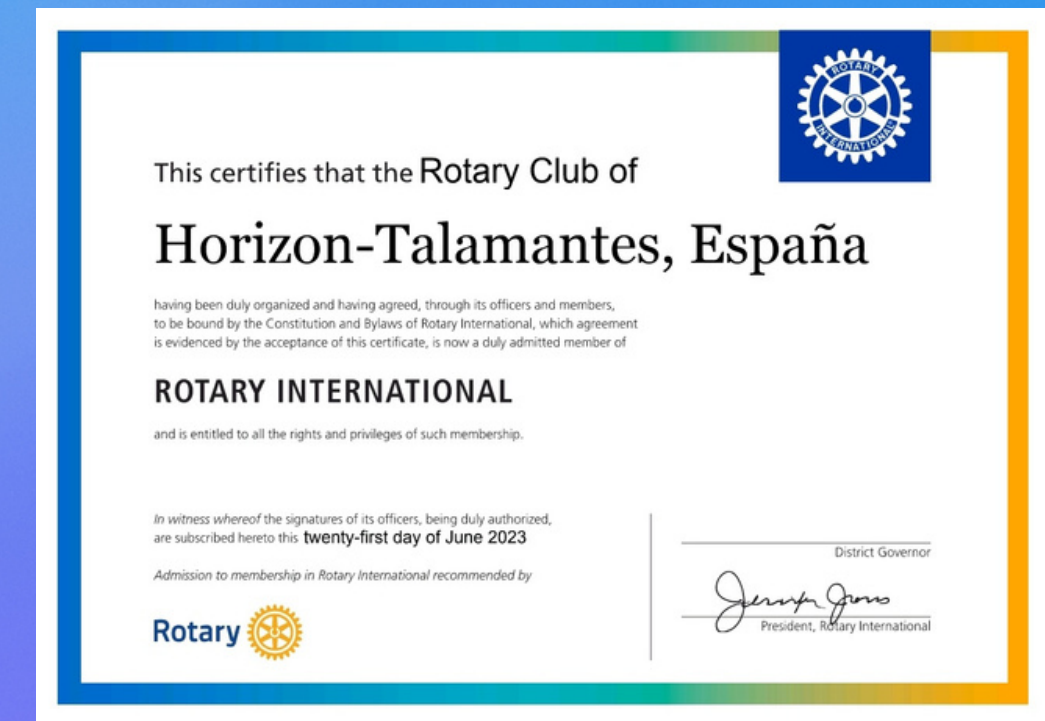 ROTARY
INTERNATIONAL
This certifies that the Rotary Club of
Horizon-Talamantes, España
having been duly organized and having agreed, through its officers and members,
to be bound by the Constitution and Bylaws of Rotary International, which agreement
is evidenced by the acceptance of this certificate, is now a duly admitted member of
ROTARY INTERNATIONAL
and is entitled to all the rights and privileges of such membership.
In witness whereof the signatures of its officers, being duly authorized,
are subscribed hereto this twenty-first day of June 2023
Admission to membership in Rotary International recommended by
Rotary
District Governor
President, Rotary International